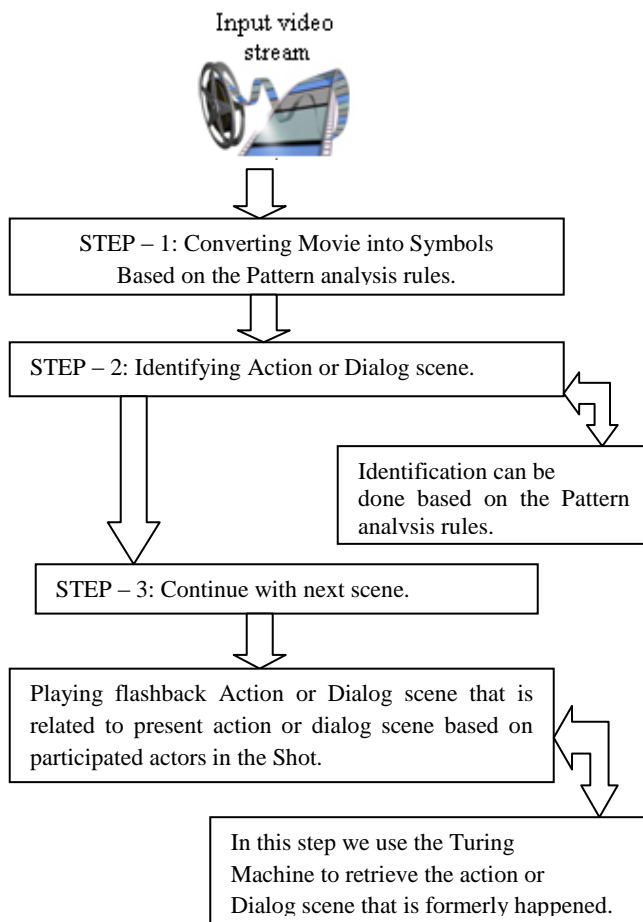 Input video
stream
STEP – 1: Converting Movie into Symbols
Based on the Pattern analysis rules.
STEP – 2: Identifying Action or Dialog scene.
Identification can be
done based on the Pattern
analysis rules.
STEP – 3: Continue with next scene.
Playing flashback Action or Dialog scene that is
related to present action or dialog scene based on
participated actors in the Shot.
In this step we use the Turing
Machine to retrieve the action or
Dialog scene that is formerly happened.